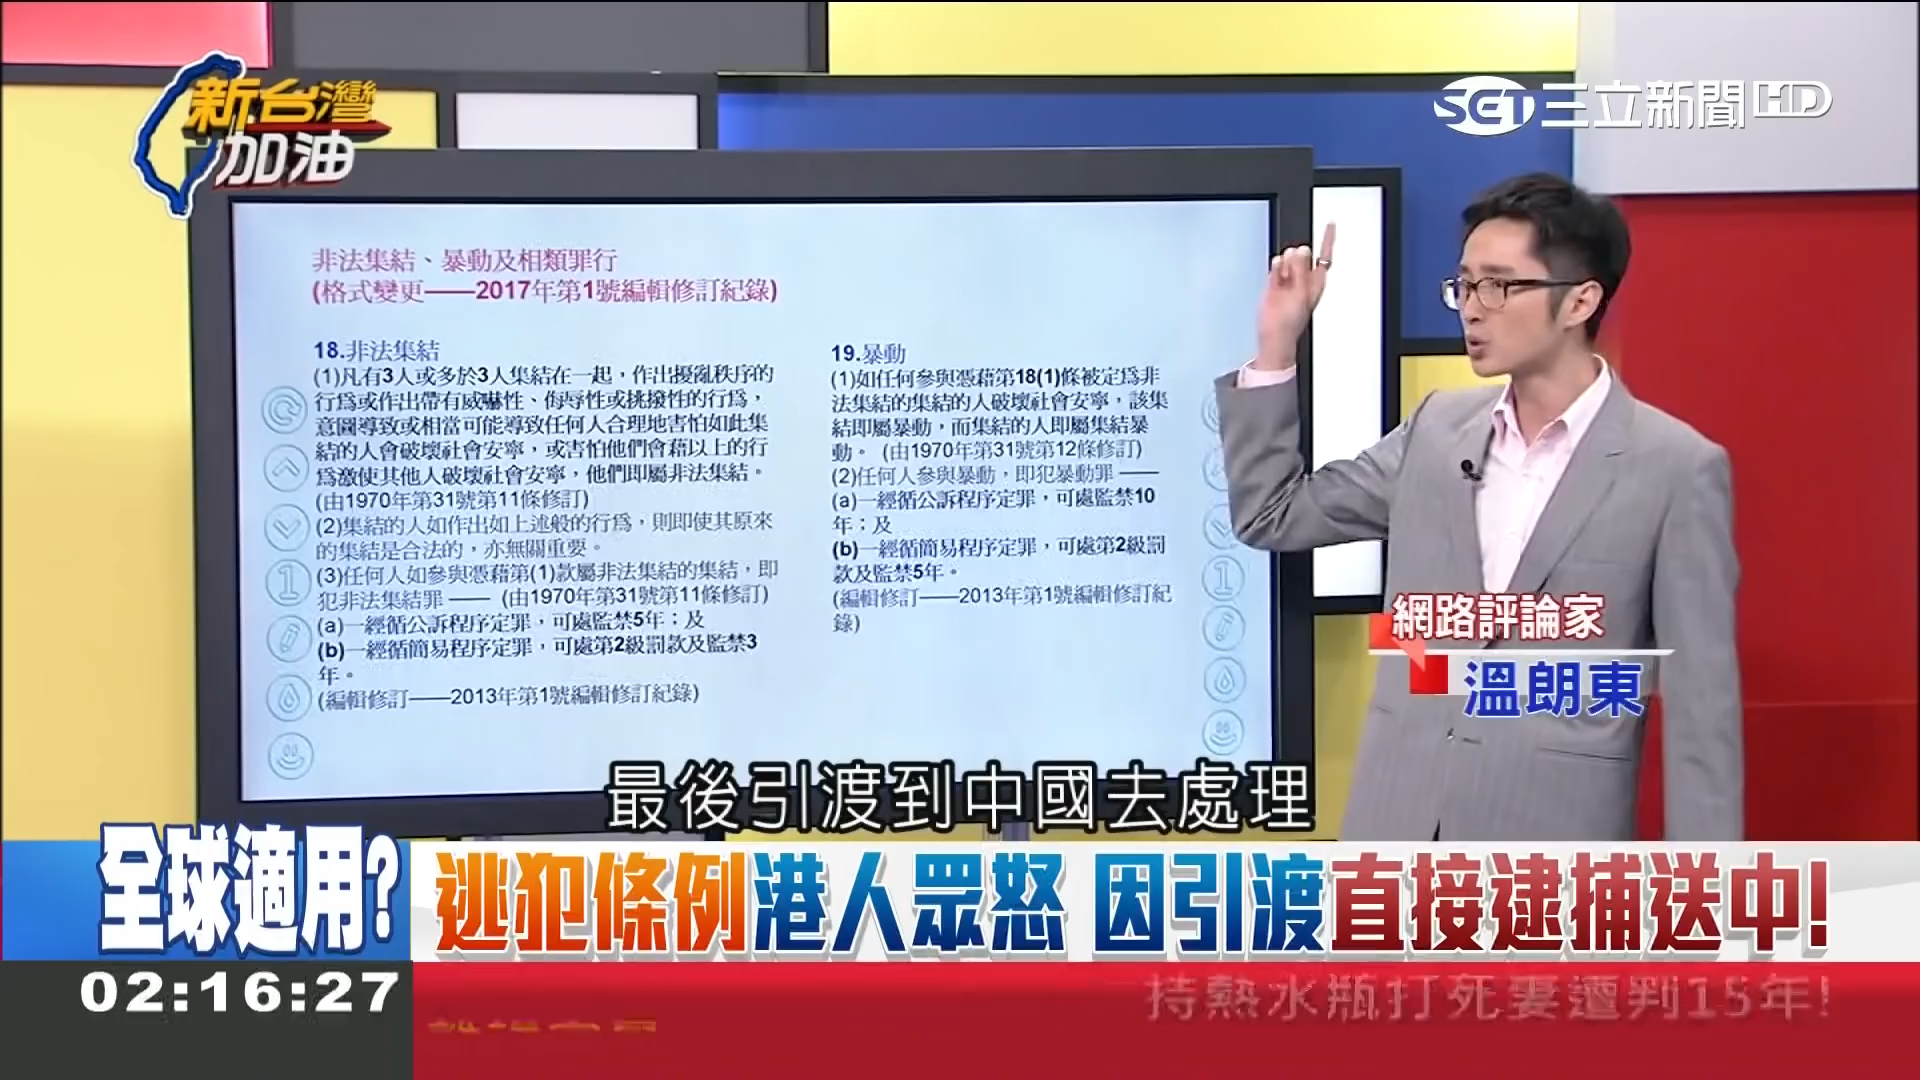 新台灣
加油
SET三立新聞HD
非法集結、暴動及相類罪行
(格式變更——2017年第1號編輯修訂紀錄)
18.非法集結
(1)凡有3人或多於3人集結在一起，作出擾亂秩序的
行為或作出帶有威嚇性、侮辱性或挑撥性的行為，
意圖導致或相當可能導致任何人合理地害怕如此集
結的人會破壞社會安寧，或害怕他們會藉以上的行
為激使其他人破壞社會安寧，他們即屬非法集結。
(由1970年第31號第11條修訂)
(2)集結的人如作出如上述般的行為，則即使其原來
的集結是合法的，亦無關重要。
(3)任何人如參與憑藉第(1)款屬非法集結的集結，即
犯非法集結罪 —— (由1970年第31號第11條修訂)
(a)一經循公訴程序定罪，可處監禁5年；及
(b)一經循簡易程序定罪，可處第2級罰款及監禁3
年。
(編輯修訂——2013年第1號編輯修訂紀錄)
19.暴動
(1)如任何參與憑藉第18(1)條被定為非
法集結的集結的人破壞社會安寧，該集
結即屬暴動，而集結的人即屬集結暴
動。 (由1970年第31號第12條修訂)
(2)任何人參與暴動，即犯暴動罪 ——
(a)一經循公訴程序定罪，可處監禁10
年；及
(b)一經循簡易程序定罪，可處第2級罰
款及監禁5年。
(編輯修訂——2013年第1號編輯修訂紀
錄)
網路評論家
溫朗東
最後引渡到中國去處理
全球適用?
逃犯條例港人眾怒 因引渡直接逮捕送中!
02:16:27
持熱水瓶打死妻遭判15年!